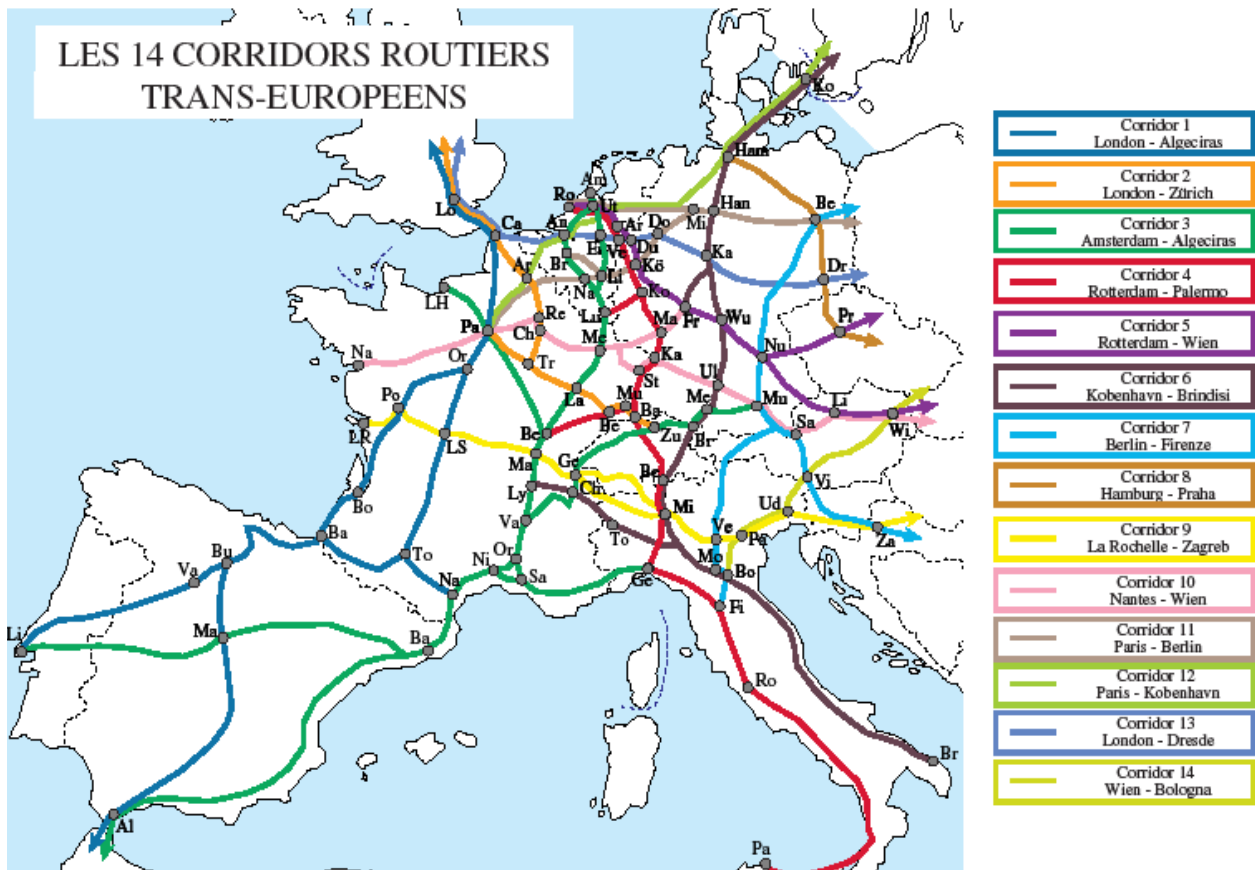 LES 14 CORRIDORS ROUTIERS
TRANS-EUROPEENS
Ko
Ham
Am
Ro
Ut
Han
Be
Lo
Ca
An
Ei
Ar
Do
Mi
Ve
Du
Ka
Br
Kö
Ar
Dr
LH
Na
Li
Ko
Lu
Re
Pa
Ch
Ma
Fr
Wu
Pr
Me
Na
Or
Tr
Ka
Nu
St
Po
La
Mu
Ul
Mu
Li
Be
Ba
Me
LR
LS
Be
Zu
Br
Sa
Wi
Ma
Ge
Be
Vi
Ly
Ch
Bo
Mi
Ud
Va
To
Ve
Pa
Za
Ba
Bu
To
Or
Mo
Bo
Va
Na
Ni
Sa
Ge
Fi
Li
Ma
Ba
Ro
Br
Al
Pa
Corridor 1
London - Algeciras
Corridor 2
London - Zürich
Corridor 3
Amsterdam - Algeciras
Corridor 4
Rotterdam - Palermo
Corridor 5
Rotterdam - Wien
Corridor 6
Kobenhavn - Brindisi
Corridor 7
Berlin - Firenze
Corridor 8
Hamburg - Praha
Corridor 9
La Rochelle - Zagreb
Corridor 10
Nantes - Wien
Corridor 11
Paris - Berlin
Corridor 12
Paris - Kobenhavn
Corridor 13
London - Dresde
Corridor 14
Wien - Bologna